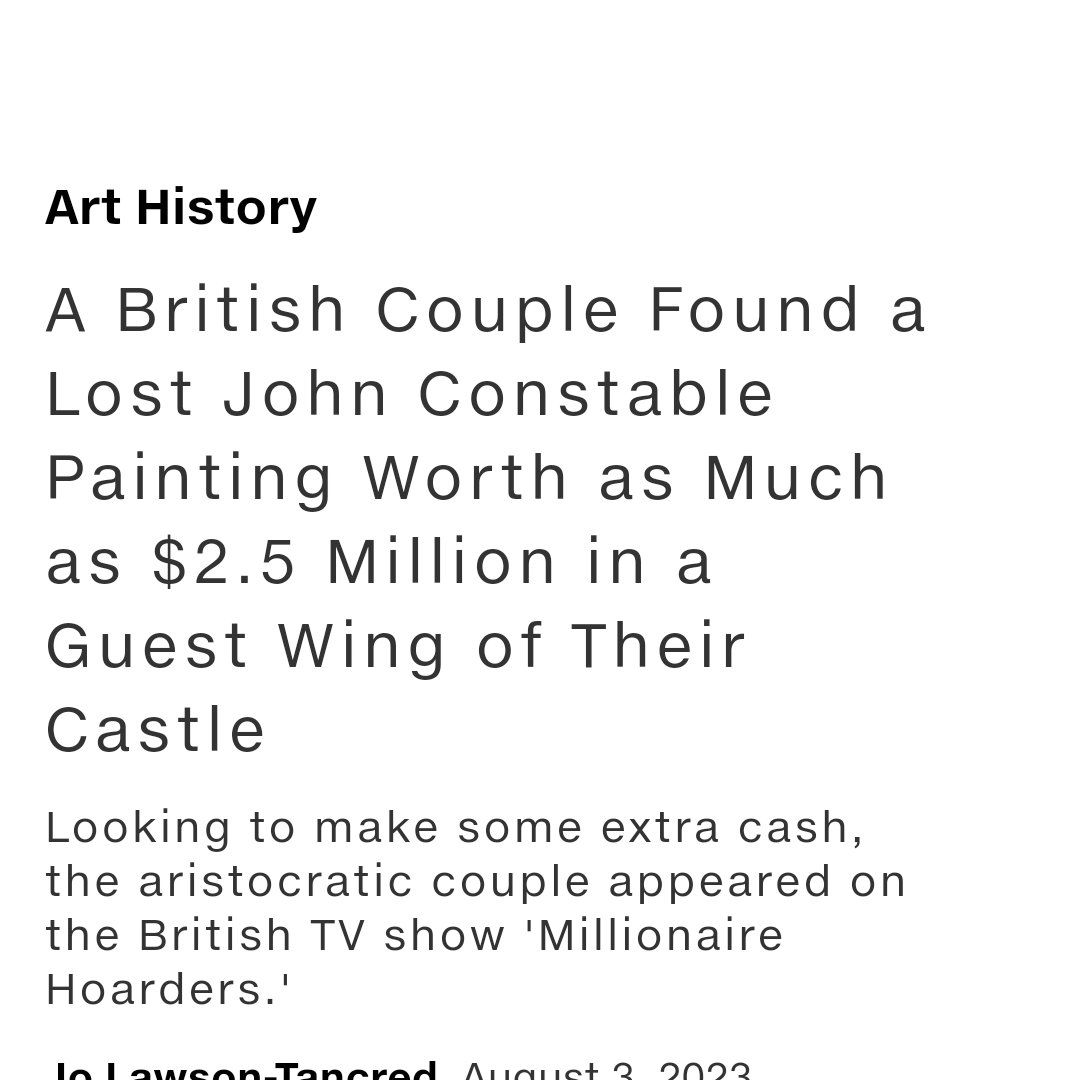 Art History
A British Couple Found a
Lost John Constable
Painting Worth as Much
as $2.5 Million in a
Guest Wing of Their
Castle
Looking to make some extra cash,
the aristocratic couple appeared on
the British TV show 'Millionaire
Hoarders.'
Jo Lawson-Tancred, August 3, 2023